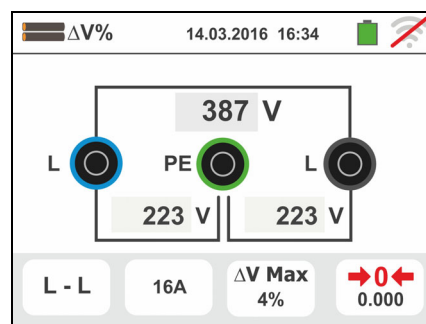 ΔV% 14.03.2016 16:34
387 V
L PE L
223 V 223 V
L - L 16A ΔV Max 4% →0← 0.000